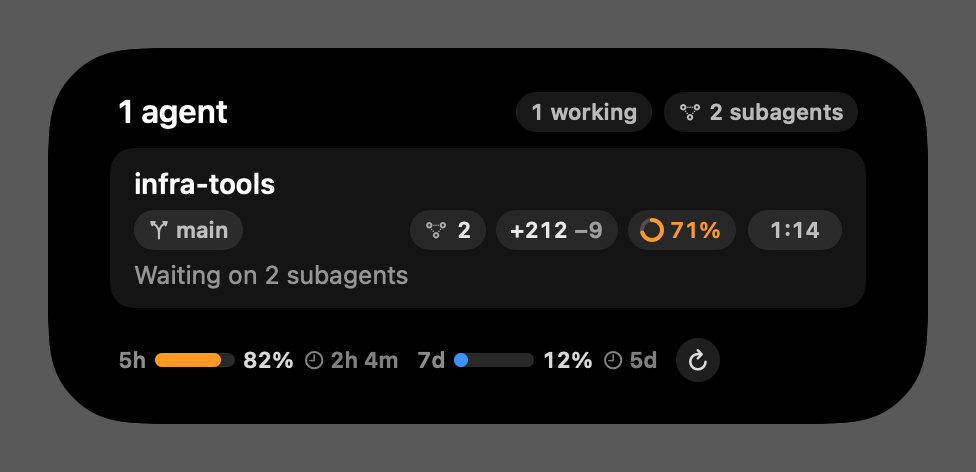 1 agent 1 working 2 subagents
infra-tools
main 2 +212 −9 71% 1:14
Waiting on 2 subagents
5h 82% 2h 4m 7d 12% 5d